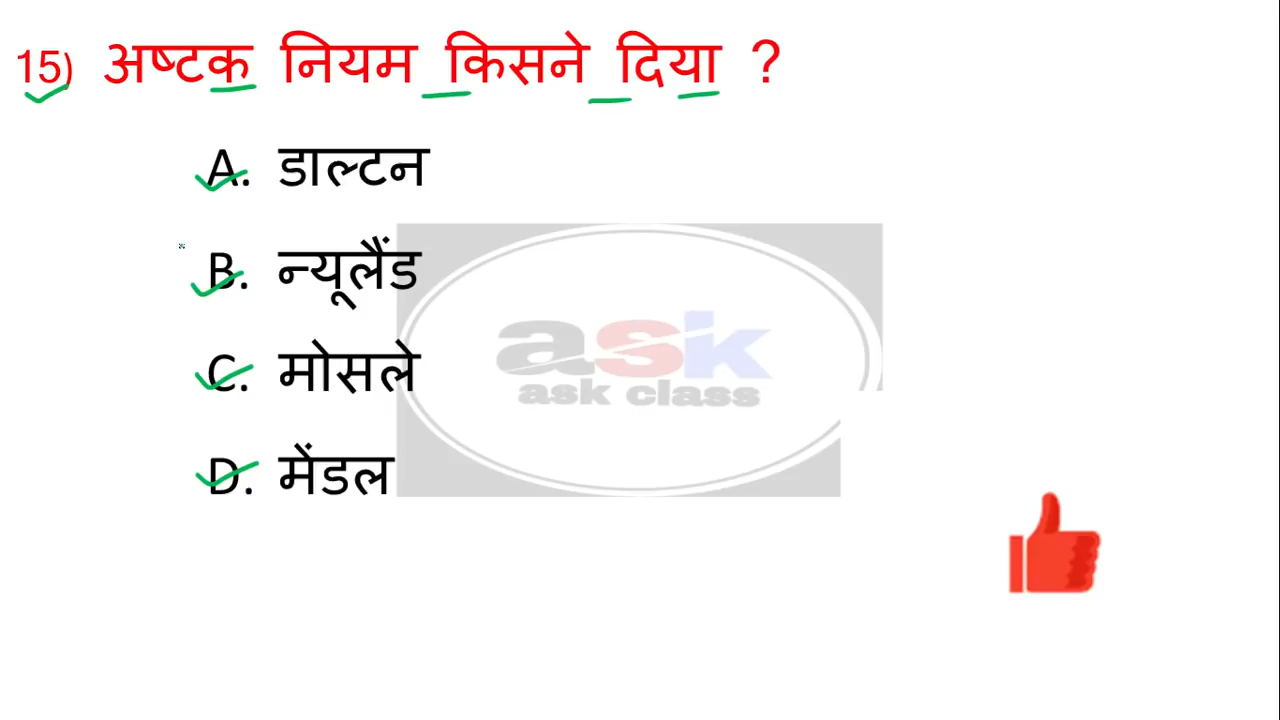 15) अष्टक नियम किसने दिया ?
A. डाल्टन
B. न्यूलैंड
C. मोसले
D. मेंडल
ask
ask class